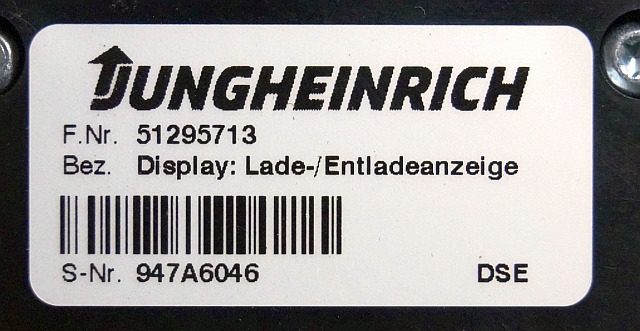 JUNGHEINRICH
F.Nr. 51295713
Bez. Display: Lade-/Entladeanzeige
S-Nr. 947A6046 DSE